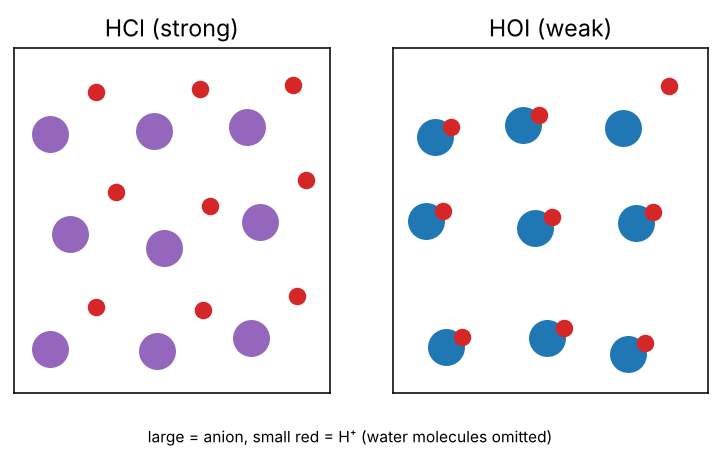 HCl (strong)
HOI (weak)
large = anion, small red = H⁺ (water molecules omitted)